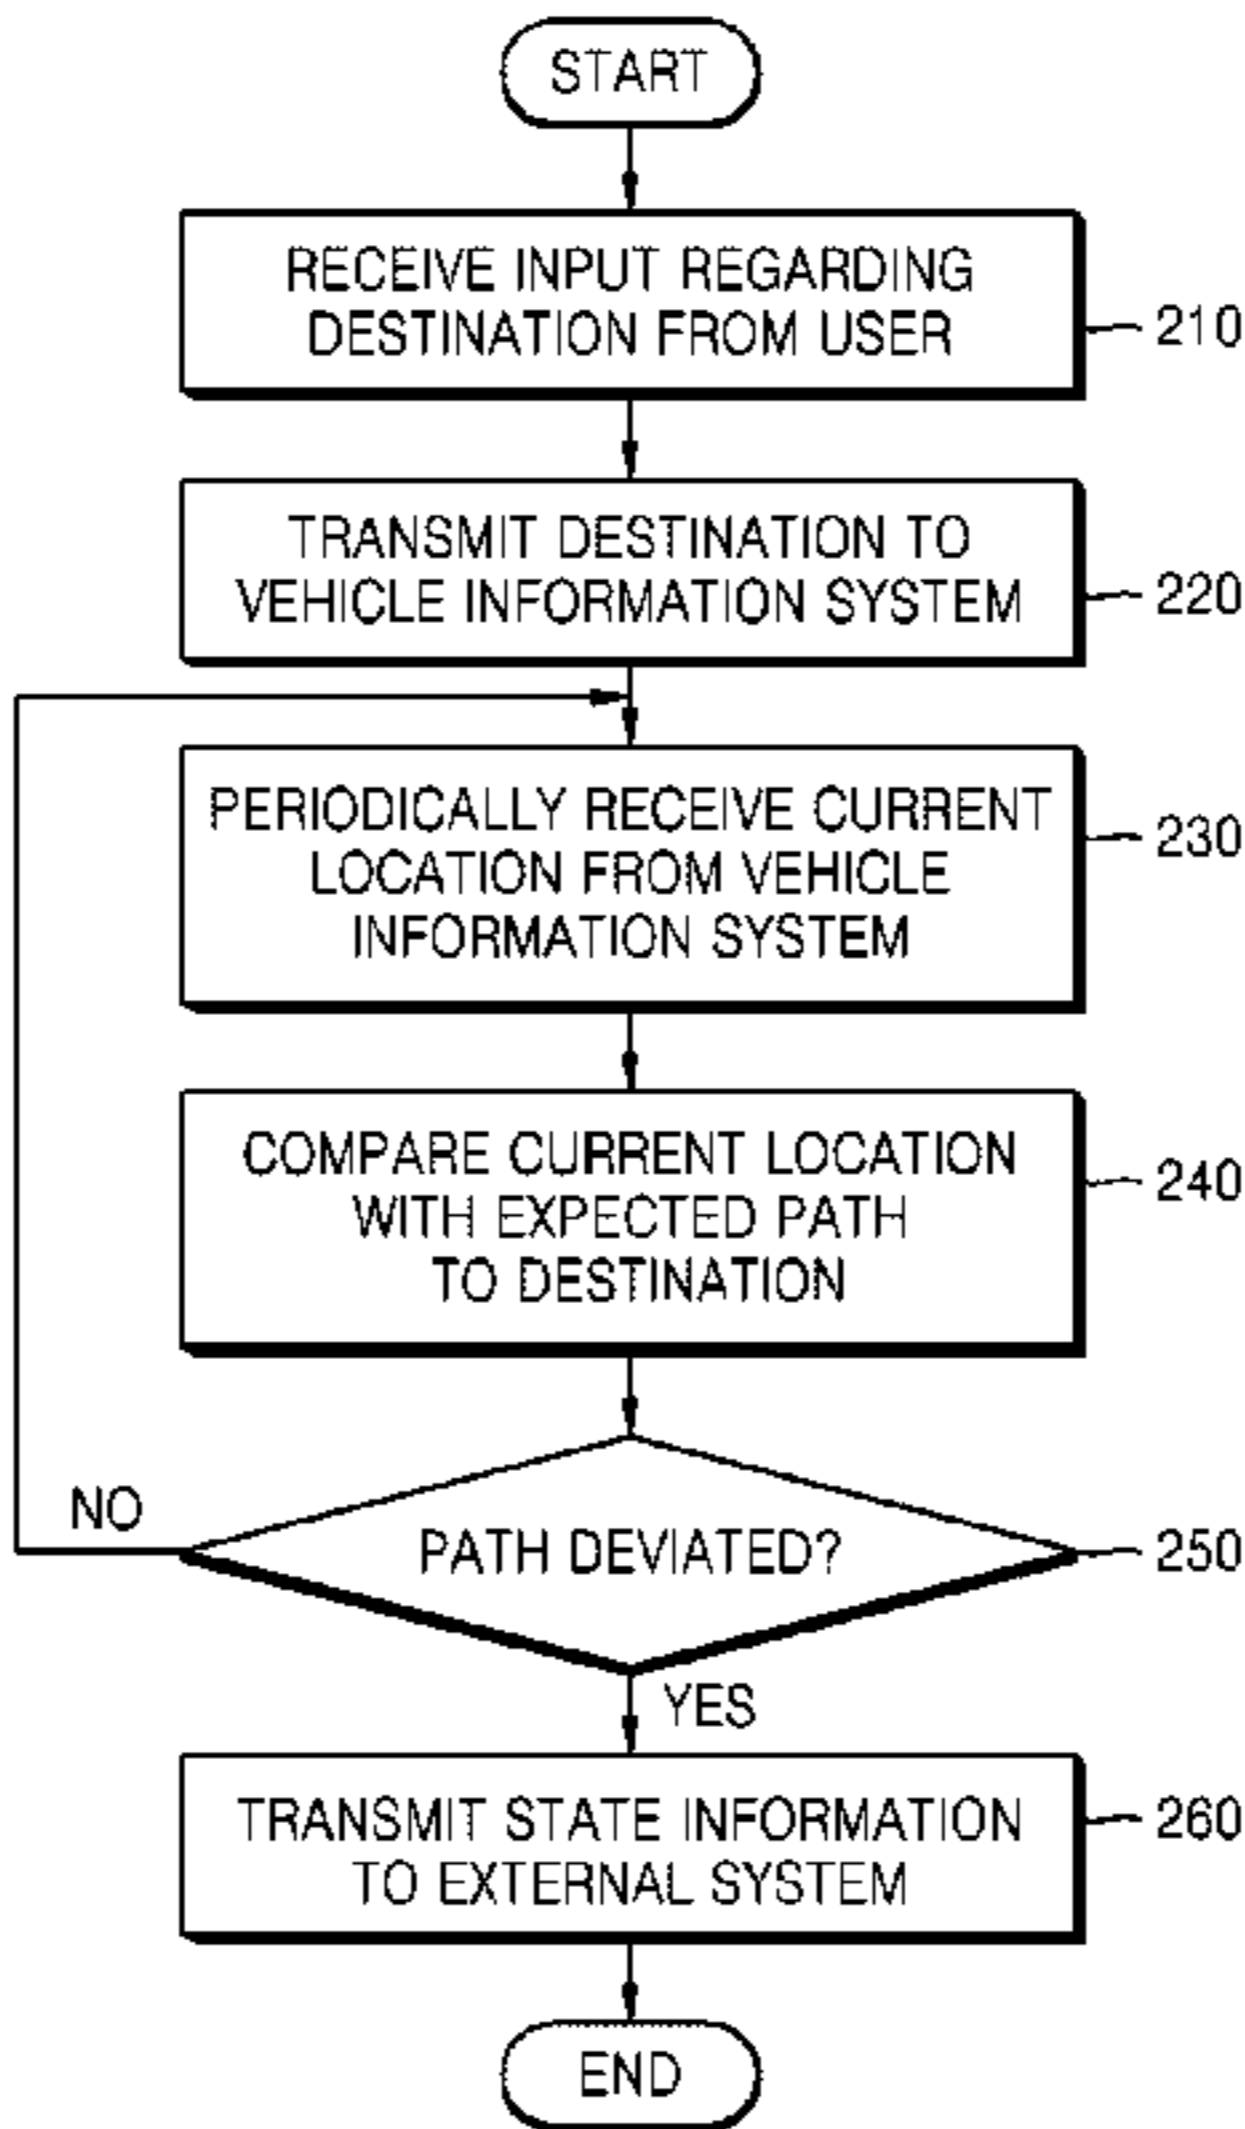 START
RECEIVE INPUT REGARDING
DESTINATION FROM USER
210
TRANSMIT DESTINATION TO
VEHICLE INFORMATION SYSTEM
220
PERIODICALLY RECEIVE CURRENT
LOCATION FROM VEHICLE
INFORMATION SYSTEM
230
COMPARE CURRENT LOCATION
WITH EXPECTED PATH
TO DESTINATION
240
NO
PATH DEVIATED?
250
YES
TRANSMIT STATE INFORMATION
TO EXTERNAL SYSTEM
260
END